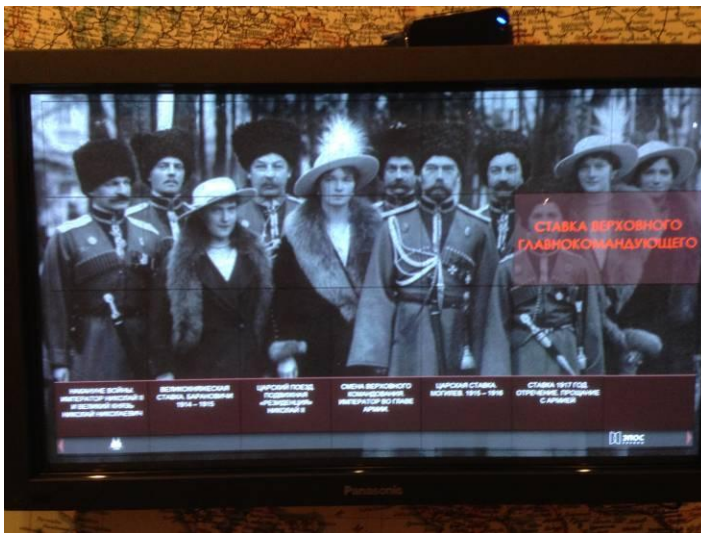 СТАВКА ВЕРХОВНОГО
ГЛАВНОКОМАНДУЮЩЕГО
НАКАНУНЕ ВОЙНЫ.
ИМПЕРАТОР НИКОЛАЙ II
И ВЕЛИКИЙ КНЯЗЬ
НИКОЛАЙ НИКОЛАЕВИЧ
ВЕЛИКОКНЯЖЕСКАЯ
СТАВКА. БАРАНОВИЧИ
1914 – 1915
ЦАРСКИЙ ПОЕЗД.
ПОДВИЖНАЯ
«РЕЗИДЕНЦИЯ»
НИКОЛАЯ II
СМЕНА ВЕРХОВНОГО
КОМАНДОВАНИЯ.
ИМПЕРАТОР ВО ГЛАВЕ
АРМИИ.
ЦАРСКАЯ СТАВКА.
МОГИЛЕВ. 1915 – 1916
СТАВКА 1917 ГОД.
ОТРЕЧЕНИЕ. ПРОЩАНИЕ
С АРМИЕЙ
ЭПОС
Panasonic